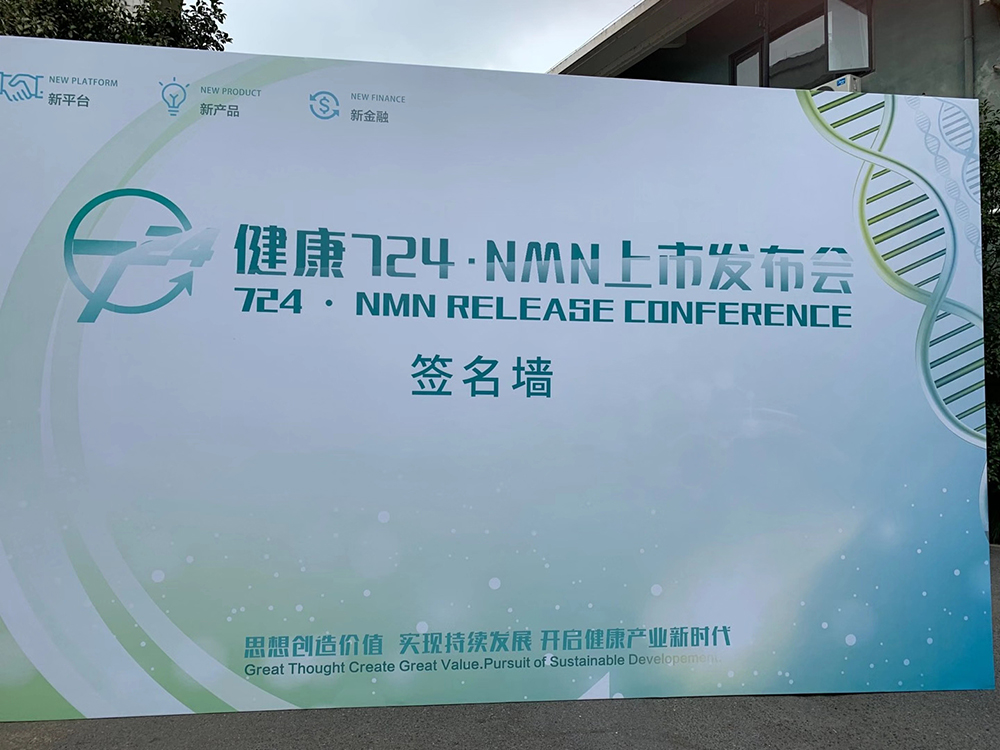 NEW PLATFORM
新平台
NEW PRODUCT
新产品
NEW FINANCE
新金融
724
健康724·NMN上市发布会
724 · NMN RELEASE CONFERENCE
签名墙
思想创造价值 实现持续发展 开启健康产业新时代
Great Thought Create Great Value.Pursuit of Sustainable Developement.